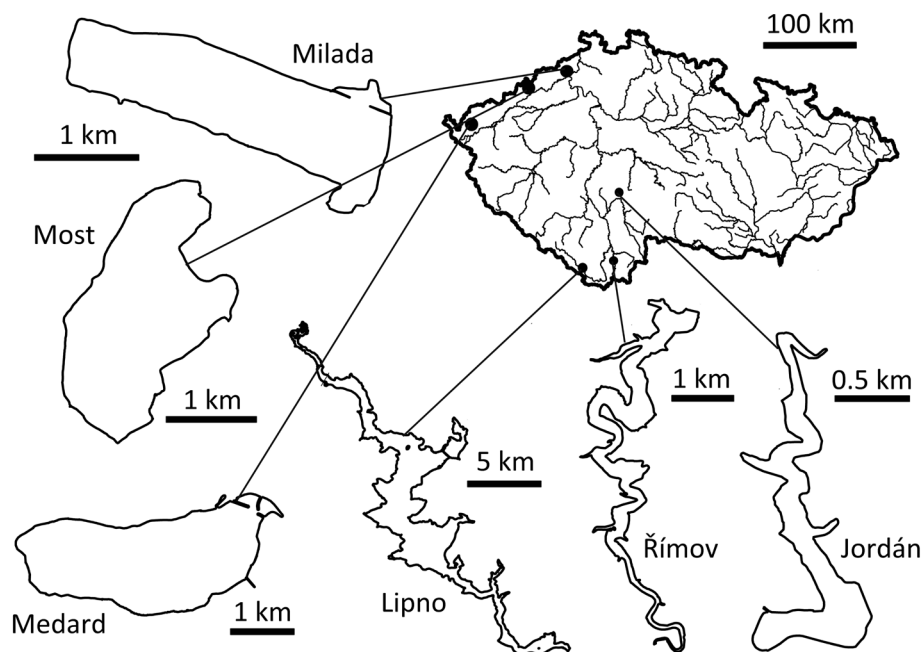 Milada
100 km
1 km
Most
1 km
1 km
0.5 km
5 km
Římov
Jordán
Medard
1 km
Lipno